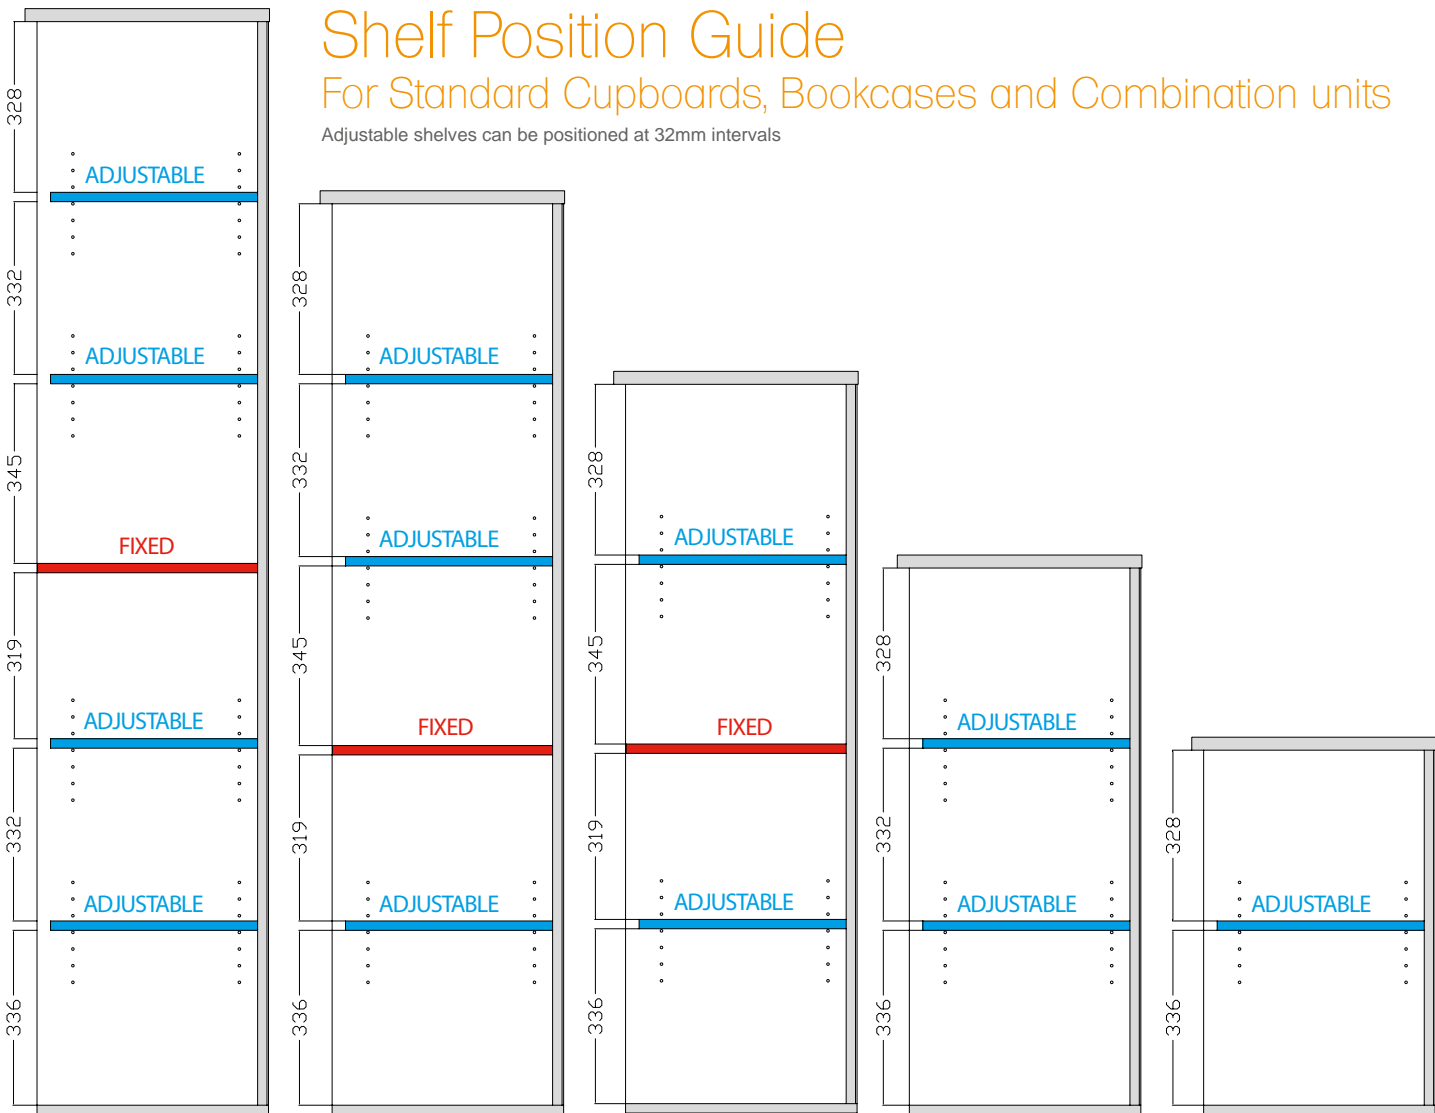 Shelf Position Guide
For Standard Cupboards, Bookcases and Combination units
Adjustable shelves can be positioned at 32mm intervals
328
ADJUSTABLE
332
ADJUSTABLE
345
FIXED
319
ADJUSTABLE
332
ADJUSTABLE
336
328
ADJUSTABLE
332
ADJUSTABLE
345
FIXED
319
ADJUSTABLE
336
328
ADJUSTABLE
345
FIXED
319
ADJUSTABLE
336
328
ADJUSTABLE
332
ADJUSTABLE
336
328
ADJUSTABLE
336